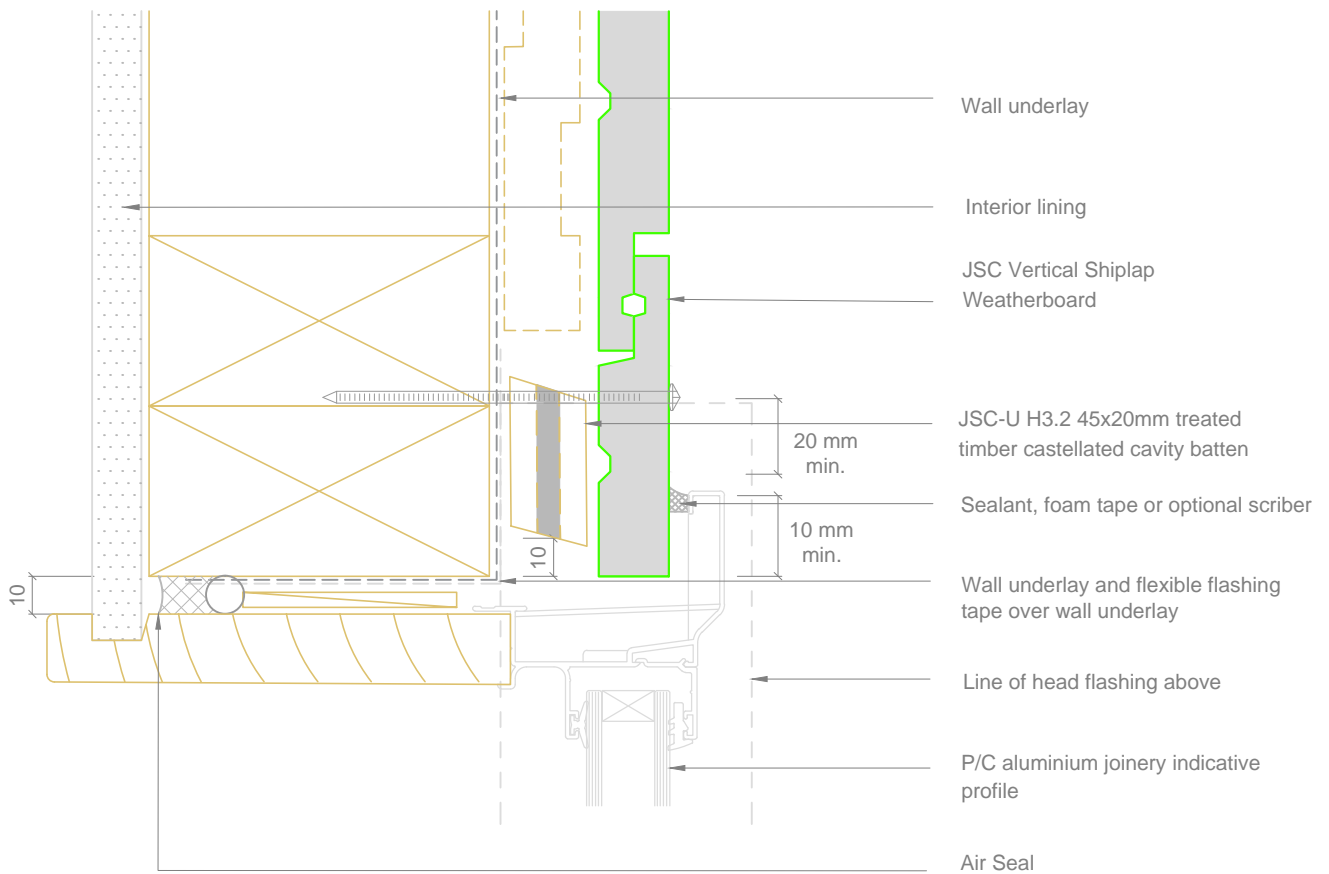 Wall underlay
Interior lining
JSC Vertical Shiplap
Weatherboard
JSC-U H3.2 45x20mm treated
timber castellated cavity batten
20 mm
min.
Sealant, foam tape or optional scriber
10 mm
min.
10
10
Wall underlay and flexible flashing
tape over wall underlay
Line of head flashing above
P/C aluminium joinery indicative
profile
Air Seal